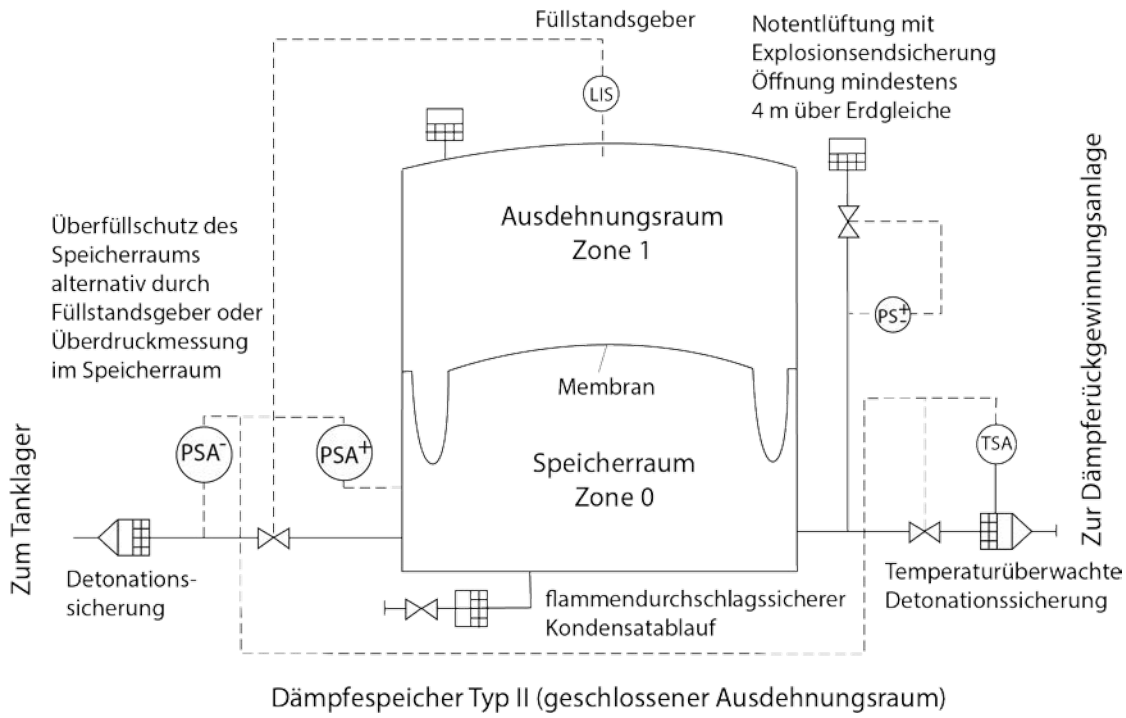 Füllstandsgeber
Notentlüftung mit
Explosionsendsicherung
Öffnung mindestens
4 m über Erdgleiche
LIS
Ausdehnungsraum
Zone 1
Überfüllschutz des
Speicherraums
alternativ durch
Füllstandsgeber oder
Überdruckmessung
im Speicherraum
PS±
Membran
PSA-
PSA+
TSA
Speicherraum
Zone 0
Zum Tanklager
Zur Dämpferückgewinnungsanlage
Detonations-
sicherung
flammendurchschlagssicherer
Kondensatablauf
Temperaturüberwachte
Detonationssicherung
Dämpfespeicher Typ II (geschlossener Ausdehnungsraum)